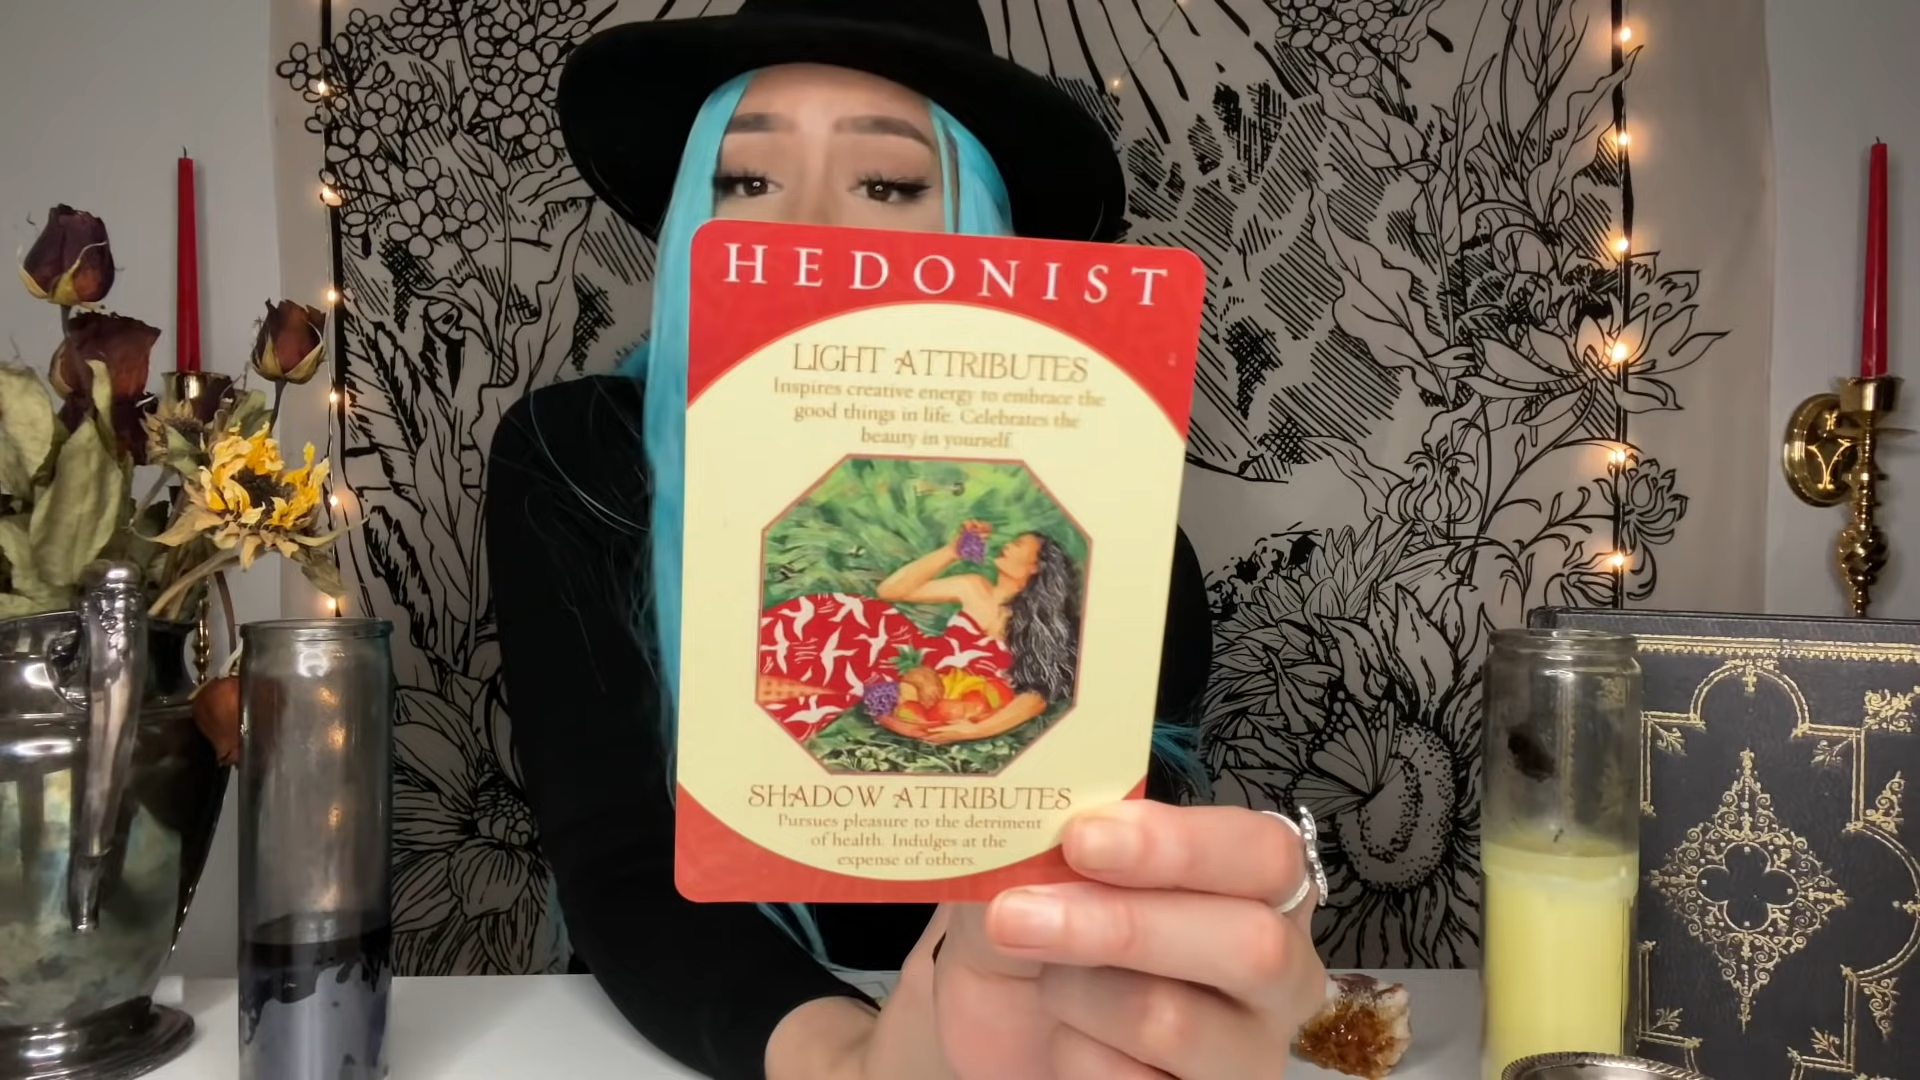 HEDONIST
LIGHT ATTRIBUTES
Inspires creative energy to embrace the
good things in life. Celebrates the
beauty in yourself.
SHADOW ATTRIBUTES
Pursues pleasure to the detriment
of health. Indulges at the
expense of others.